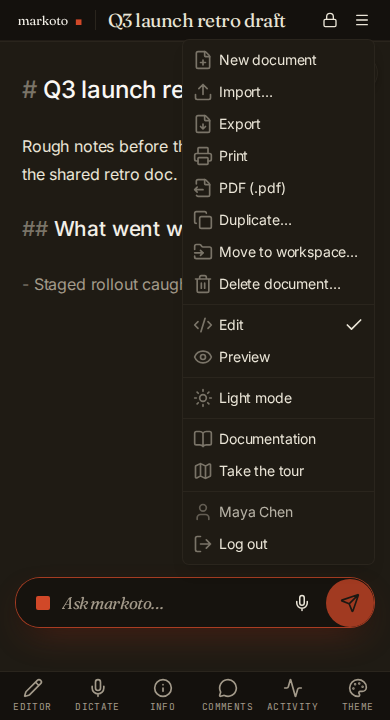 markoto
Q3 launch retro draft
# Q3 launch re
Rough notes before th
the shared retro doc.
## What went w
- Staged rollout caugl
New document
Import...
Export
Print
PDF (.pdf)
Duplicate...
Move to workspace...
Delete document...
Edit
Preview
Light mode
Documentation
Take the tour
Maya Chen
Log out
Ask markoto...
EDITOR
DICTATE
INFO
COMMENTS
ACTIVITY
THEME